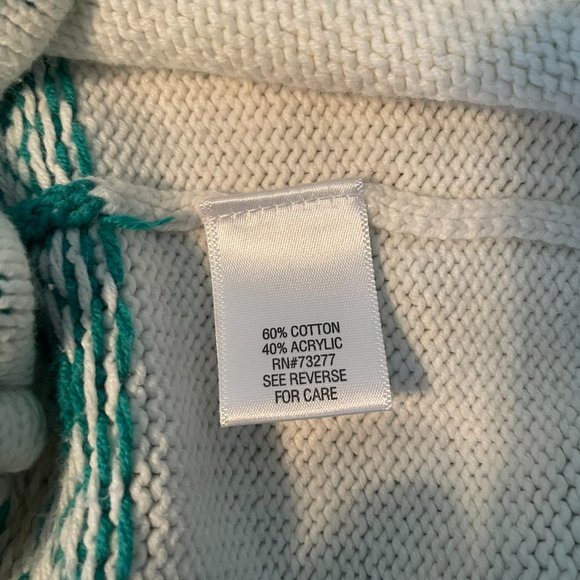 60% COTTON
40% ACRYLIC
RN#73277
SEE REVERSE
FOR CARE